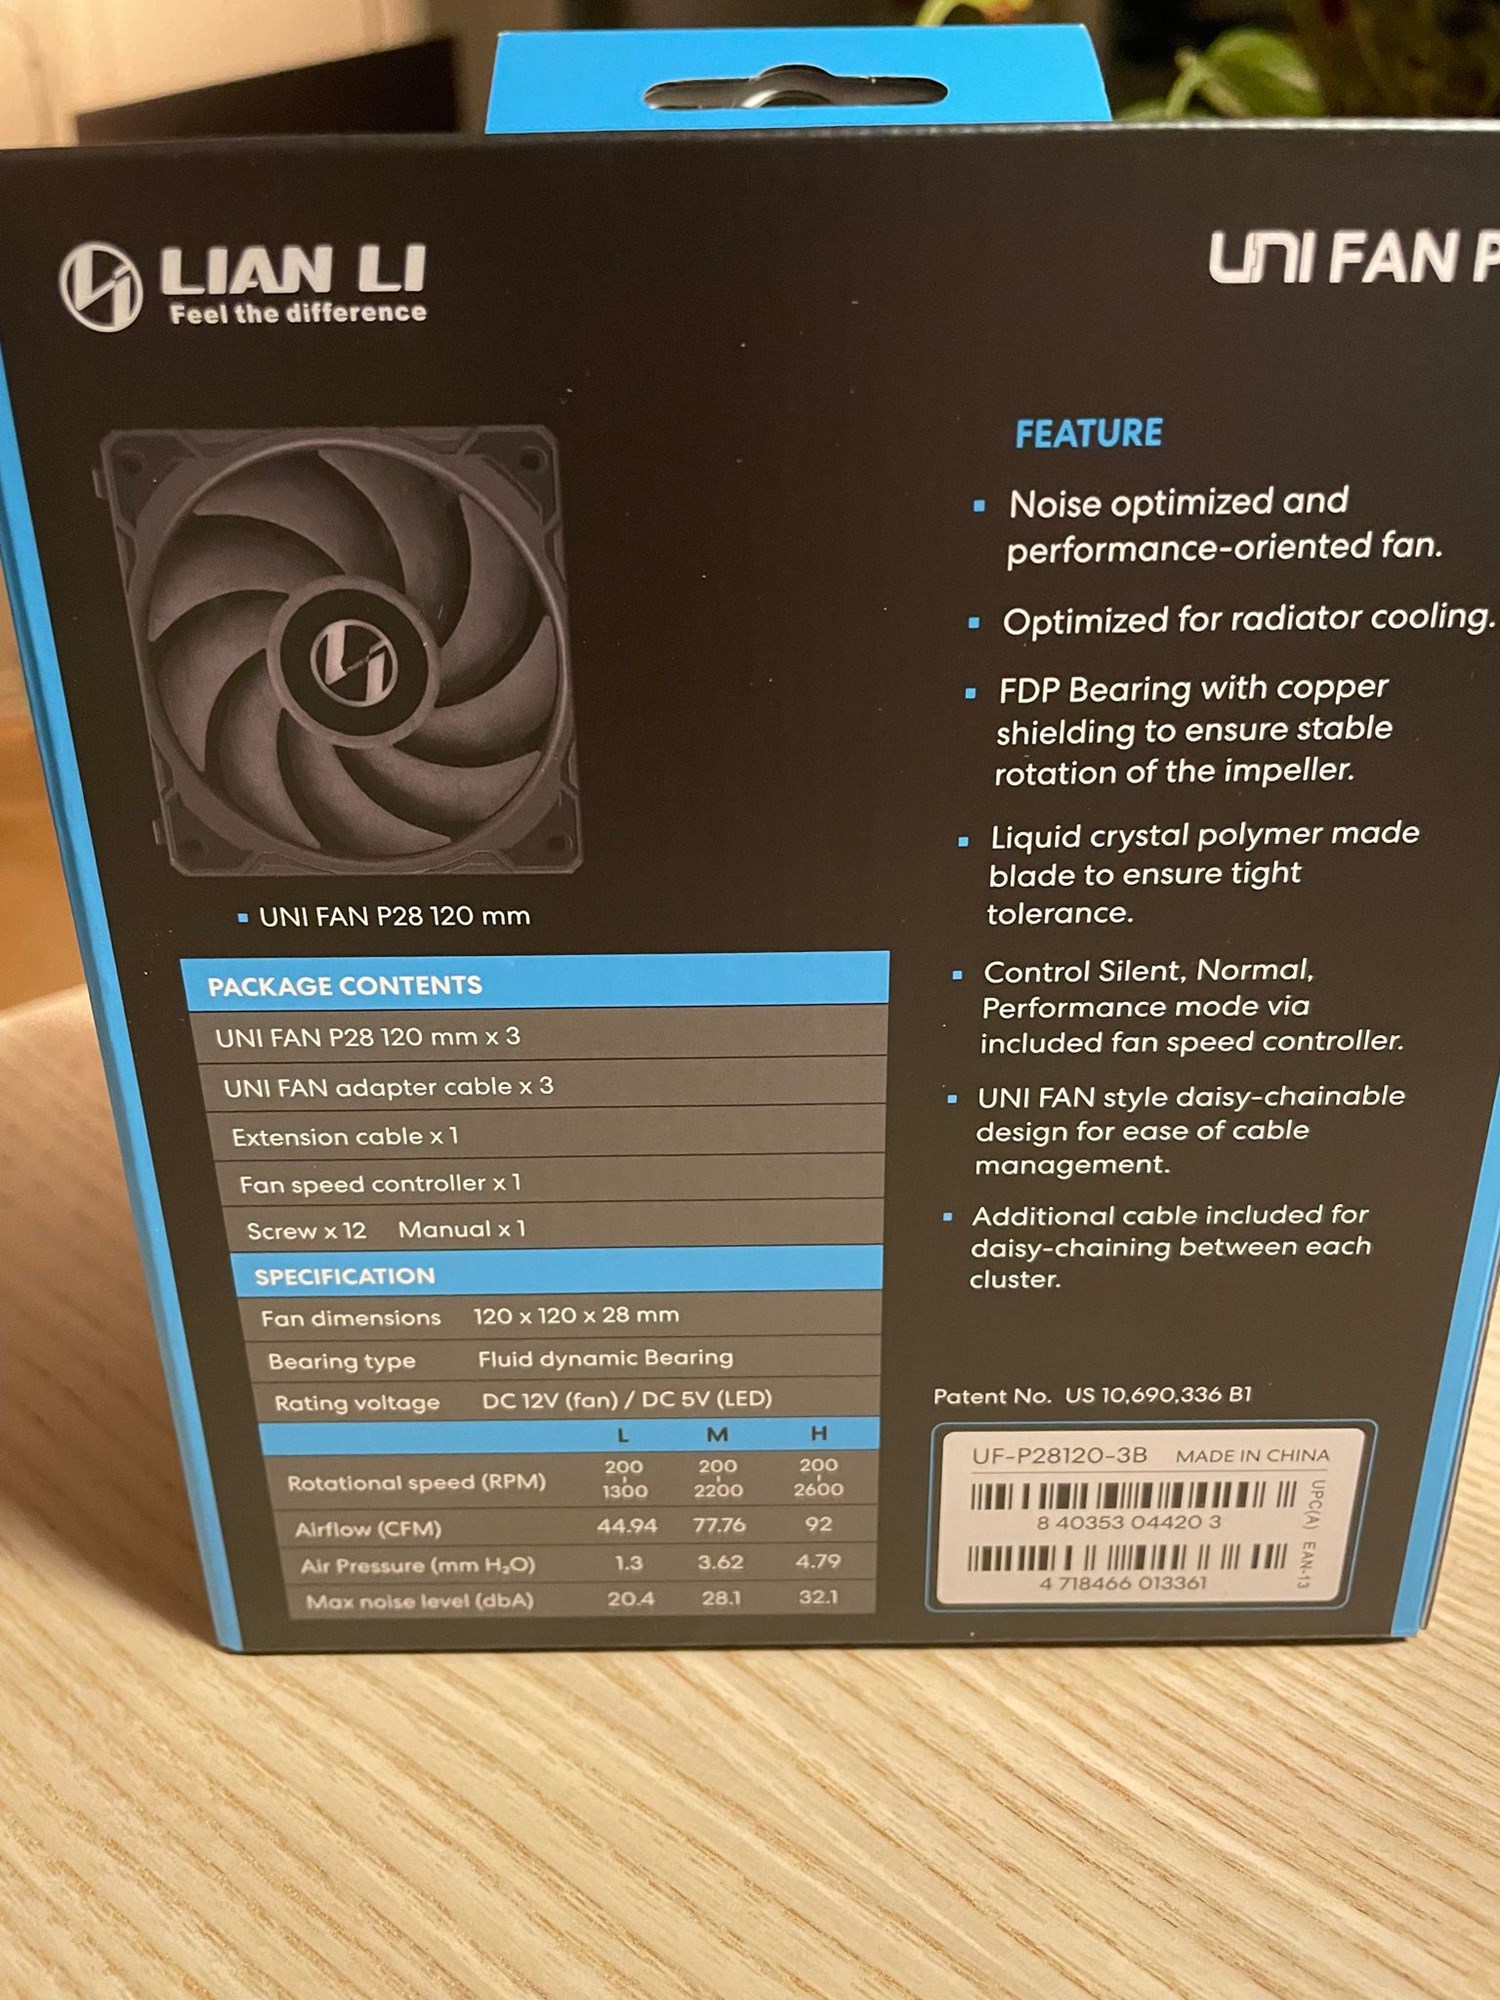 LIAN LI
Feel the difference
UNI FAN P
FEATURE
▪ Noise optimized and
performance-oriented fan.
▪ Optimized for radiator cooling.
▪ FDP Bearing with copper
shielding to ensure stable
rotation of the impeller.
▪ Liquid crystal polymer made
blade to ensure tight
tolerance.
▪ Control Silent, Normal,
Performance mode via
included fan speed controller.
▪ UNI FAN style daisy-chainable
design for ease of cable
management.
▪ Additional cable included for
daisy-chaining between each
cluster.
▪ UNI FAN P28 120 mm
PACKAGE CONTENTS
UNI FAN P28 120 mm x 3
UNI FAN adapter cable x 3
Extension cable x 1
Fan speed controller x 1
Screw x 12 Manual x 1
SPECIFICATION
Fan dimensions 120 x 120 x 28 mm
Bearing type Fluid dynamic Bearing
Rating voltage DC 12V (fan) / DC 5V (LED)
L M H
Rotational speed (RPM) 200 - 1300 200 - 2200 200 - 2600
Airflow (CFM) 44.94 77.76 92
Air Pressure (mm H₂O) 1.3 3.62 4.79
Max noise level (dbA) 20.4 28.1 32.1
Patent No. US 10,690,336 B1
UF-P28120-3B MADE IN CHINA
8 40353 04420 3
UPC(A)
4 718466 013361
EAN-13